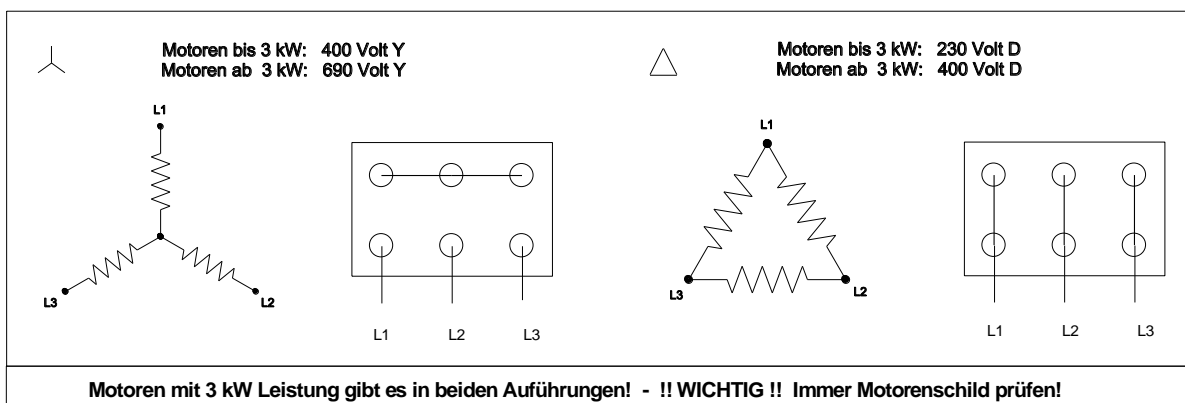 Motoren bis 3 kW: 400 Volt Y
Motoren ab 3 kW: 690 Volt Y
L1
L3
L2
L1 L2 L3
Motoren bis 3 kW: 230 Volt D
Motoren ab 3 kW: 400 Volt D
L1
L3
L2
L1 L2 L3
Motoren mit 3 kW Leistung gibt es in beiden Auführungen! - !! WICHTIG !! Immer Motorenschild prüfen!